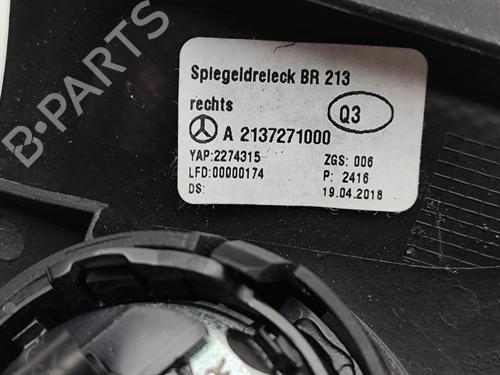 B-PARTS
Spiegeldreieck BR 213
rechts
Q3
A 2137271000
YAP:2274315 ZGS: 006
LFD:00000174 P: 2416
DS: 19.04.2018